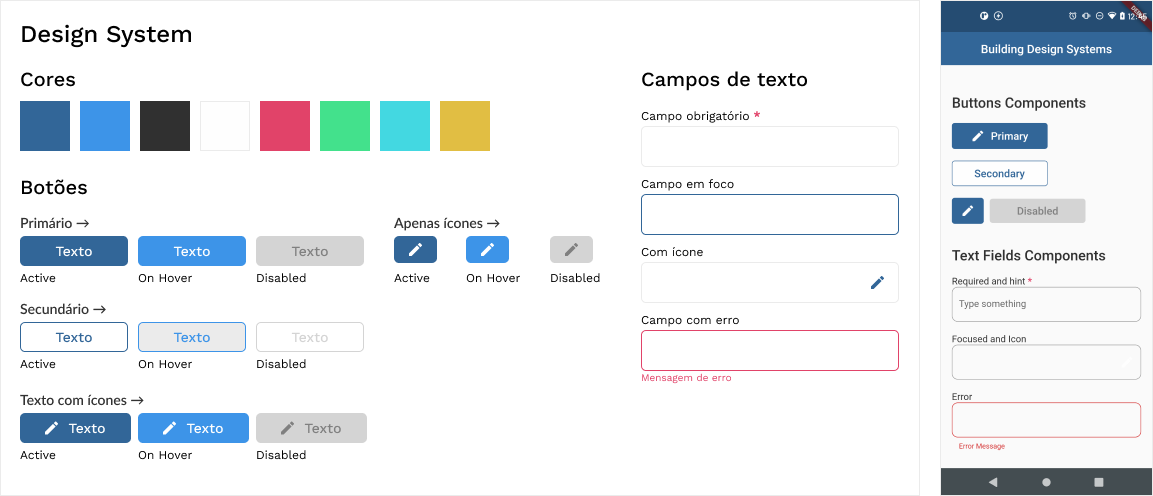 Design System
Cores
Botões
Primário →
Texto Texto Texto
Active On Hover Disabled
Secundário →
Texto Texto Texto
Active On Hover Disabled
Texto com ícones →
Texto Texto Texto
Active On Hover Disabled
Apenas ícones →
Active On Hover Disabled
Campos de texto
Campo obrigatório *
Campo em foco
Com ícone
Campo com erro
Mensagem de erro
Building Design Systems
Buttons Components
Primary
Secondary
Disabled
Text Fields Components
Required and hint *
Type something
Focused and Icon
Error
Error Message